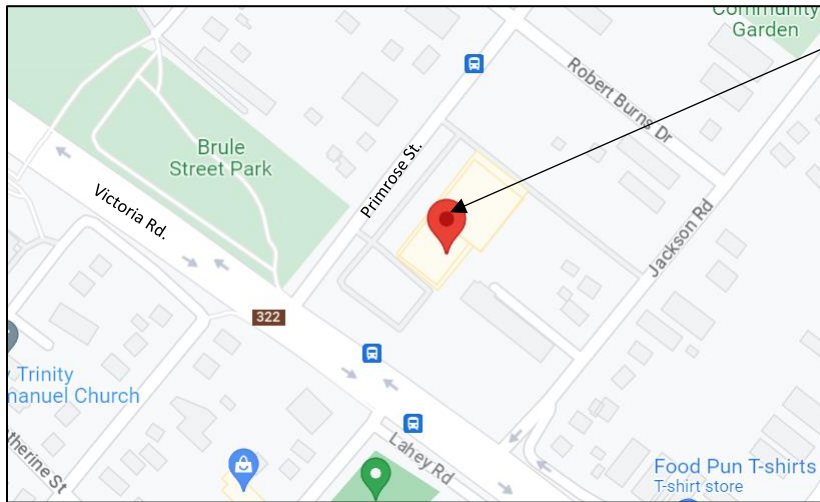 Community
Garden
Robert Burns Dr
Brule
Street Park
Primrose St.
Victoria Rd.
Jackson Rd
322
Trinity
manuel Church
therine St
Lahey Rd
Food Pun T-shirts
T-shirt store